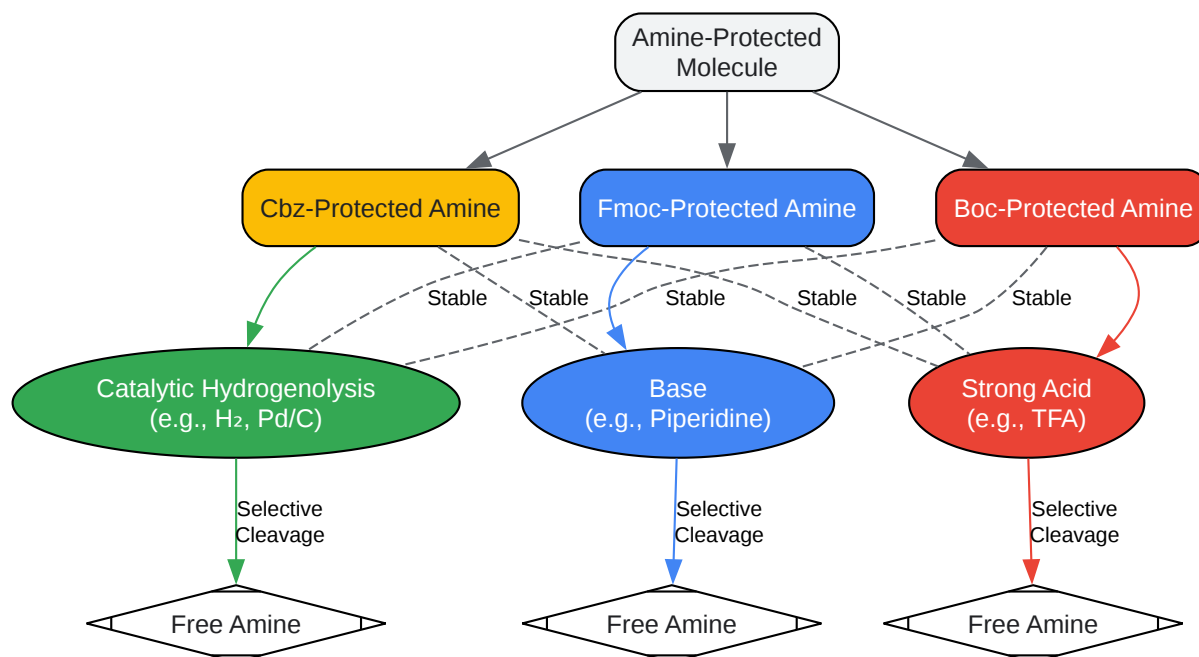 Amine-Protected
Molecule
Cbz-Protected Amine
Fmoc-Protected Amine
Boc-Protected Amine
Stable
Stable
Stable
Stable
Stable
Stable
Catalytic Hydrogenolysis
(e.g., H₂, Pd/C)
Base
(e.g., Piperidine)
Strong Acid
(e.g., TFA)
Selective
Cleavage
Selective
Cleavage
Selective
Cleavage
Free Amine
Free Amine
Free Amine